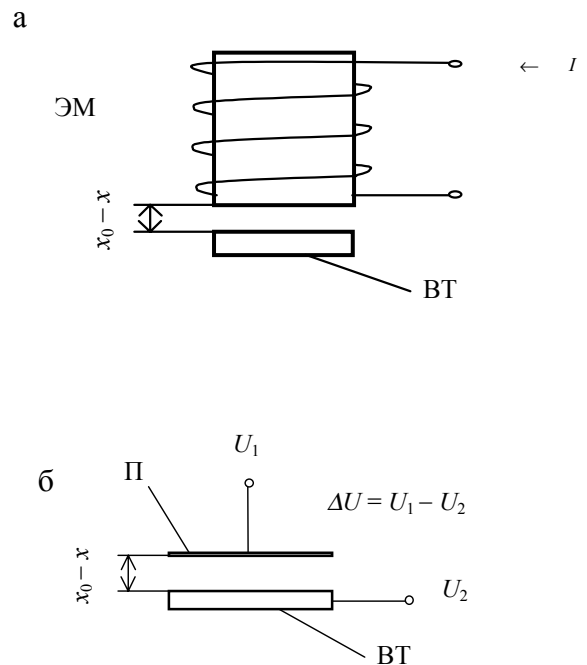 а
← I
ЭМ
x₀ – x
ВТ
U₁
б
П
ΔU = U₁ – U₂
x₀ – x
U₂
ВТ